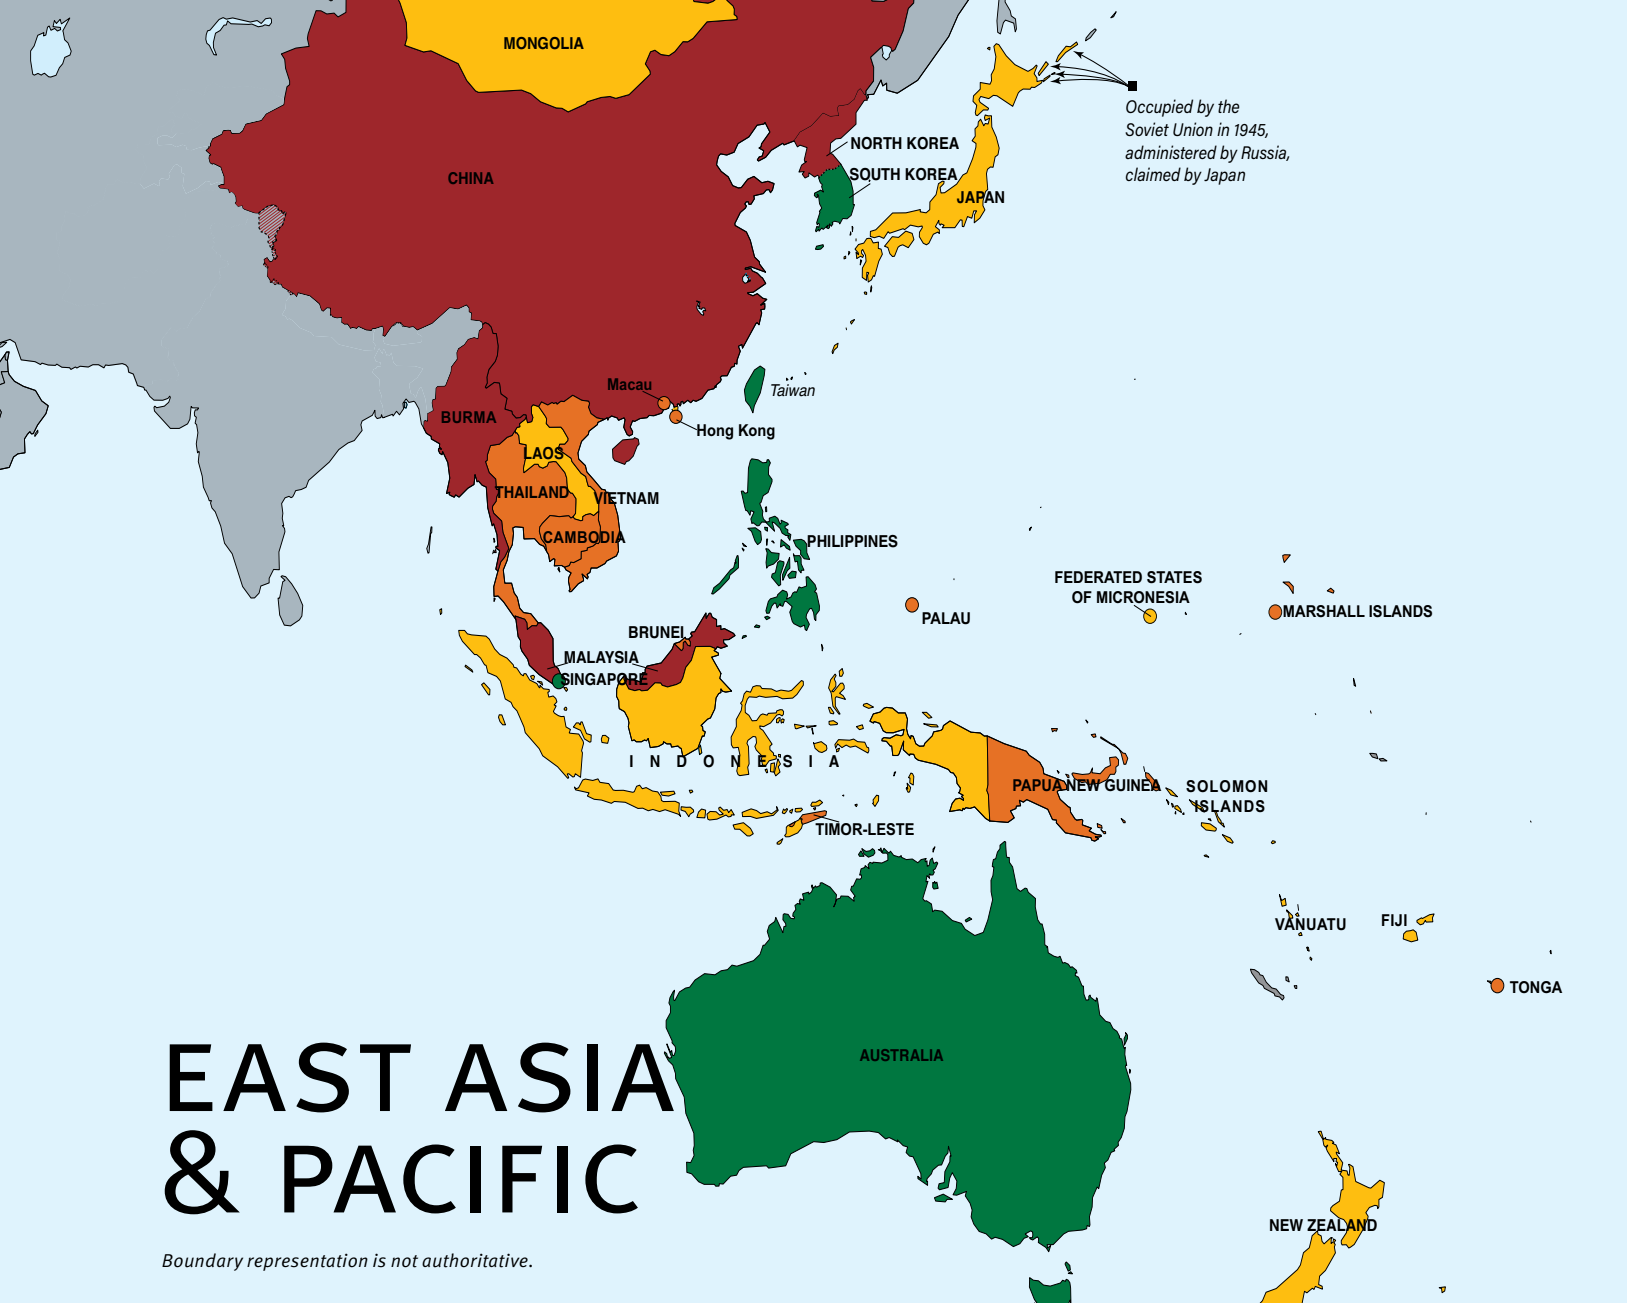 MONGOLIA
Occupied by the
Soviet Union in 1945,
administered by Russia,
claimed by Japan
NORTH KOREA
SOUTH KOREA
CHINA
JAPAN
Macau
Taiwan
BURMA
Hong Kong
LAOS
THAILAND
VIETNAM
CAMBODIA
PHILIPPINES
FEDERATED STATES
OF MICRONESIA
PALAU
MARSHALL ISLANDS
BRUNEI
MALAYSIA
SINGAPORE
INDONESIA
PAPUA NEW GUINEA
SOLOMON
ISLANDS
TIMOR-LESTE
VANUATU
FIJI
TONGA
AUSTRALIA
EAST ASIA
& PACIFIC
NEW ZEALAND
Boundary representation is not authoritative.